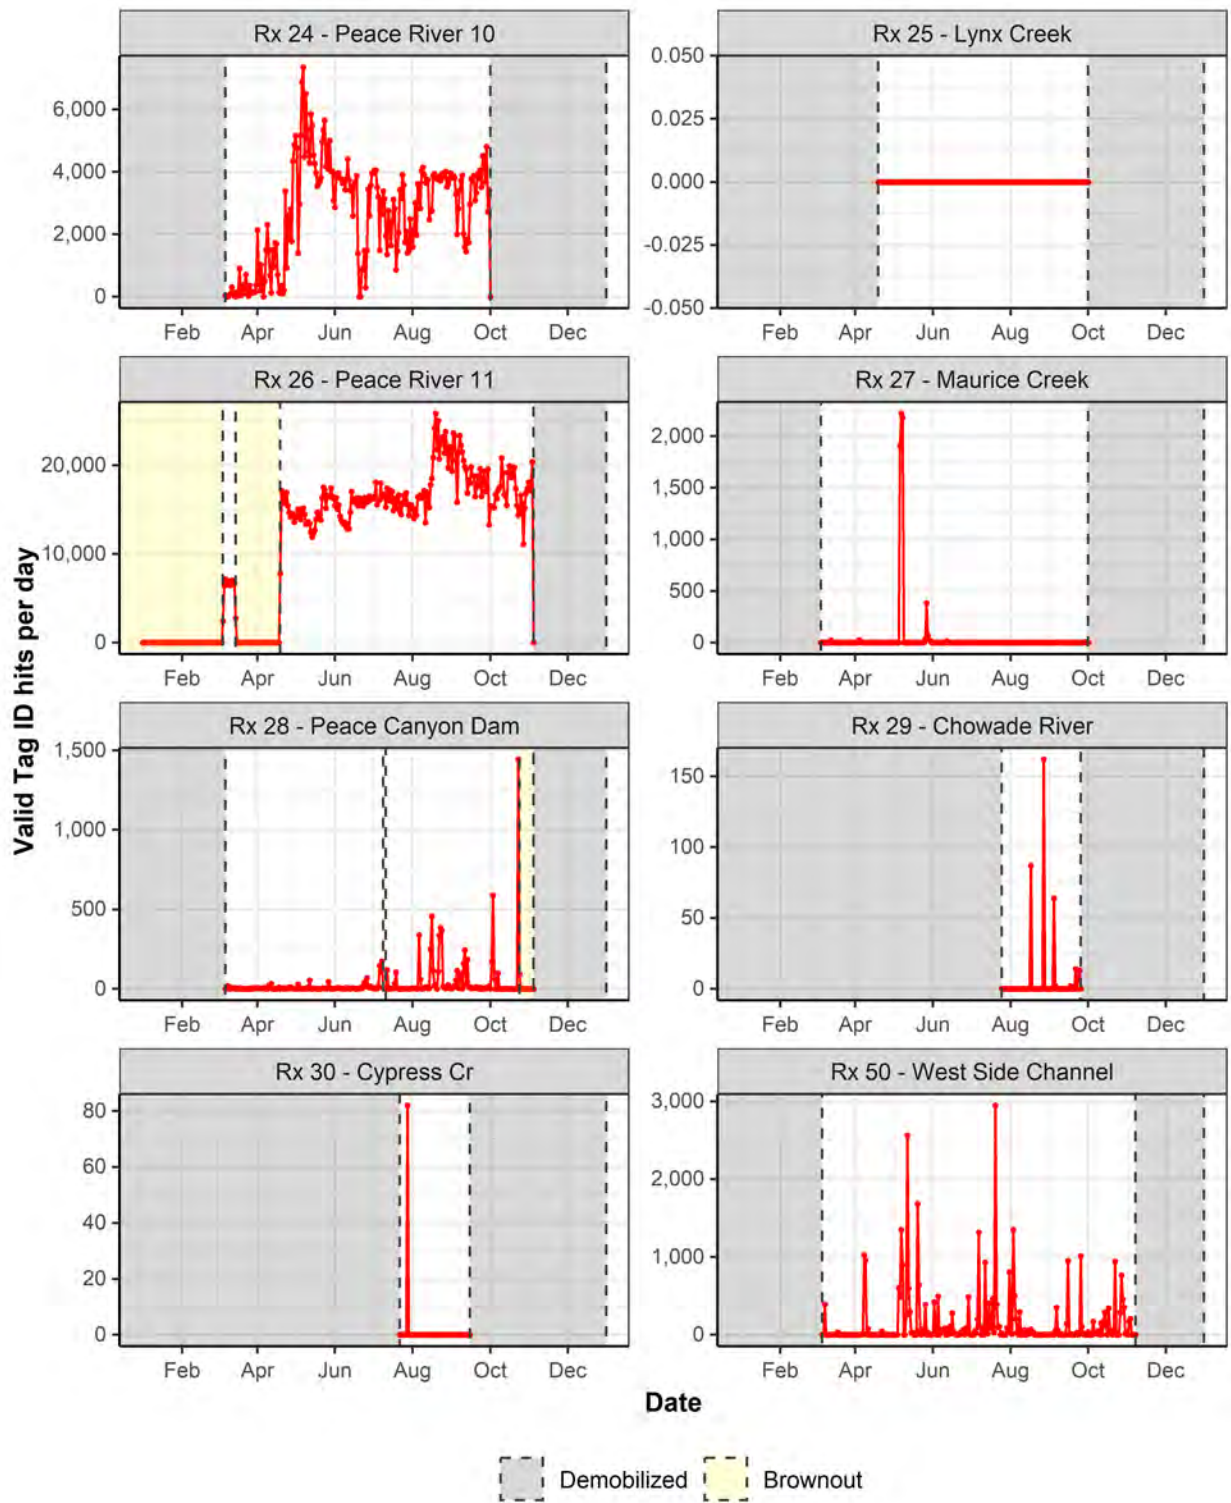 Rx 24 - Peace River 10
6,000
4,000
2,000
0
Feb Apr Jun Aug Oct Dec
Rx 25 - Lynx Creek
0.050
0.025
0.000
-0.025
-0.050
Feb Apr Jun Aug Oct Dec
Rx 26 - Peace River 11
20,000
10,000
0
Feb Apr Jun Aug Oct Dec
Rx 27 - Maurice Creek
2,000
1,500
1,000
500
0
Feb Apr Jun Aug Oct Dec
Valid Tag ID hits per day
Rx 28 - Peace Canyon Dam
1,500
1,000
500
0
Feb Apr Jun Aug Oct Dec
Rx 29 - Chowade River
150
100
50
0
Feb Apr Jun Aug Oct Dec
Rx 30 - Cypress Cr
80
60
40
20
0
Feb Apr Jun Aug Oct Dec
Rx 50 - West Side Channel
3,000
2,000
1,000
0
Feb Apr Jun Aug Oct Dec
Date
Demobilized Brownout